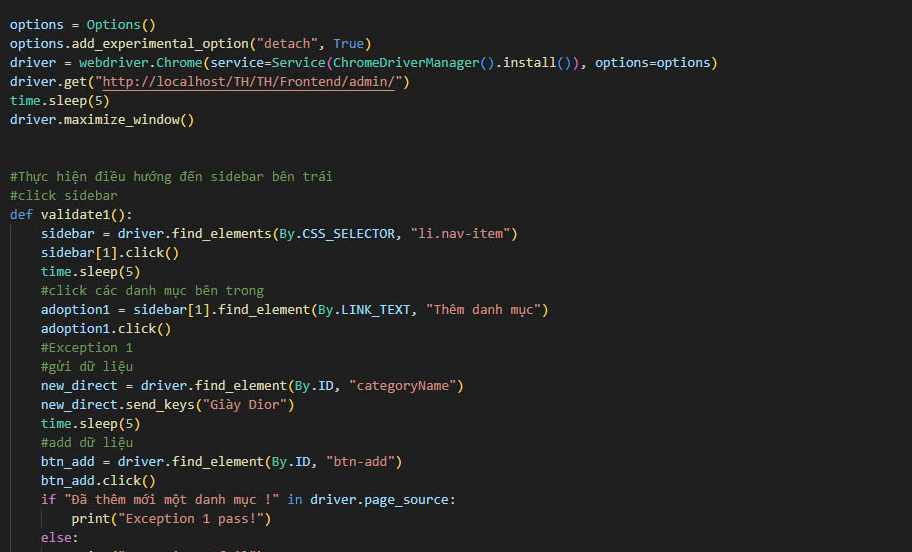 options = Options()
options.add_experimental_option("detach", True)
driver = webdriver.Chrome(service=Service(ChromeDriverManager().install()), options=options)
driver.get("http://localhost/TH/TH/Frontend/admin/")
time.sleep(5)
driver.maximize_window()
#Thực hiện điều hướng đến sidebar bên trái
#click sidebar
def validate1():
sidebar = driver.find_elements(By.CSS_SELECTOR, "li.nav-item")
sidebar[1].click()
time.sleep(5)
#click các danh mục bên trong
adoption1 = sidebar[1].find_element(By.LINK_TEXT, "Thêm danh mục")
adoption1.click()
#Exception 1
#gửi dữ liệu
new_direct = driver.find_element(By.ID, "categoryName")
new_direct.send_keys("Giày Dior")
time.sleep(5)
#add dữ liệu
btn_add = driver.find_element(By.ID, "btn-add")
btn_add.click()
if "Đã thêm mới một danh mục !" in driver.page_source:
print("Exception 1 pass!")
else: